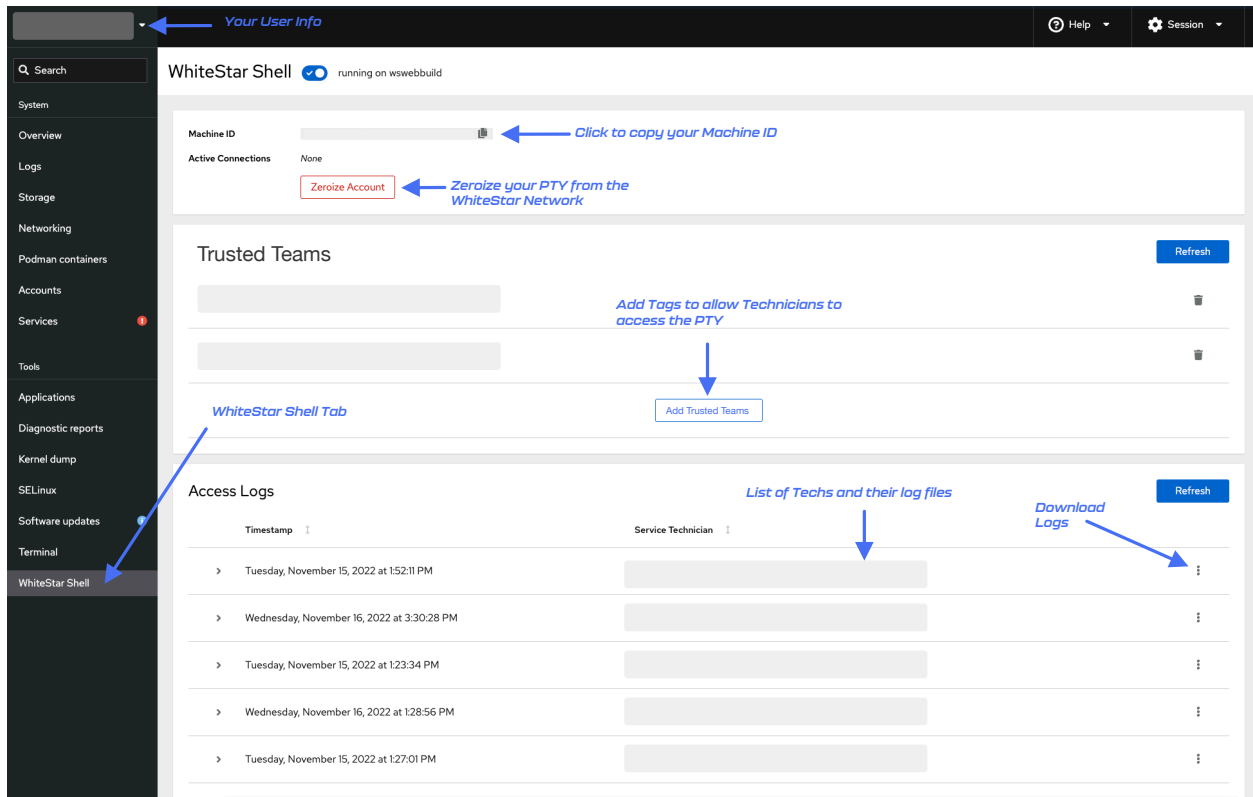 Your User Info
Help
Session
Search
WhiteStar Shell
running on wswebbuild
System
Overview
Logs
Storage
Networking
Podman containers
Accounts
Services
Tools
Applications
Diagnostic reports
Kernel dump
SELinux
Software updates
Terminal
WhiteStar Shell
Machine ID
Click to copy your Machine ID
Active Connections
None
Zeroize Account
Zeroize your PTY from the
WhiteStar Network
Trusted Teams
Refresh
Add Tags to allow Technicians to
access the PTY
WhiteStar Shell Tab
Add Trusted Teams
Access Logs
List of Techs and their log files
Refresh
Download
Logs
Timestamp
Service Technician
Tuesday, November 15, 2022 at 1:52:11 PM
Wednesday, November 16, 2022 at 3:30:28 PM
Tuesday, November 15, 2022 at 1:23:34 PM
Wednesday, November 16, 2022 at 1:28:56 PM
Tuesday, November 15, 2022 at 1:27:01 PM